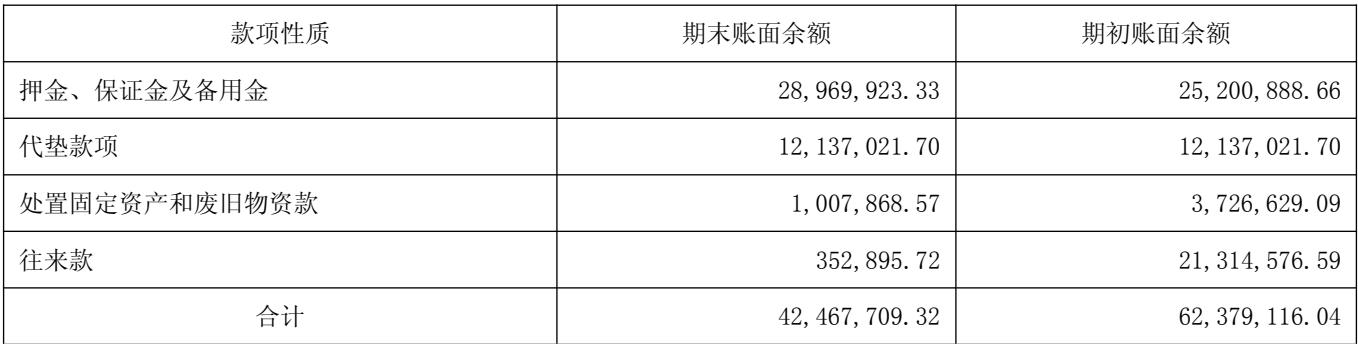 款项性质 期末账面余额 期初账面余额
押金、保证金及备用金 28,969,923.33 25,200,888.66
代垫款项 12,137,021.70 12,137,021.70
处置固定资产和废旧物资款 1,007,868.57 3,726,629.09
往来款 352,895.72 21,314,576.59
合计 42,467,709.32 62,379,116.04